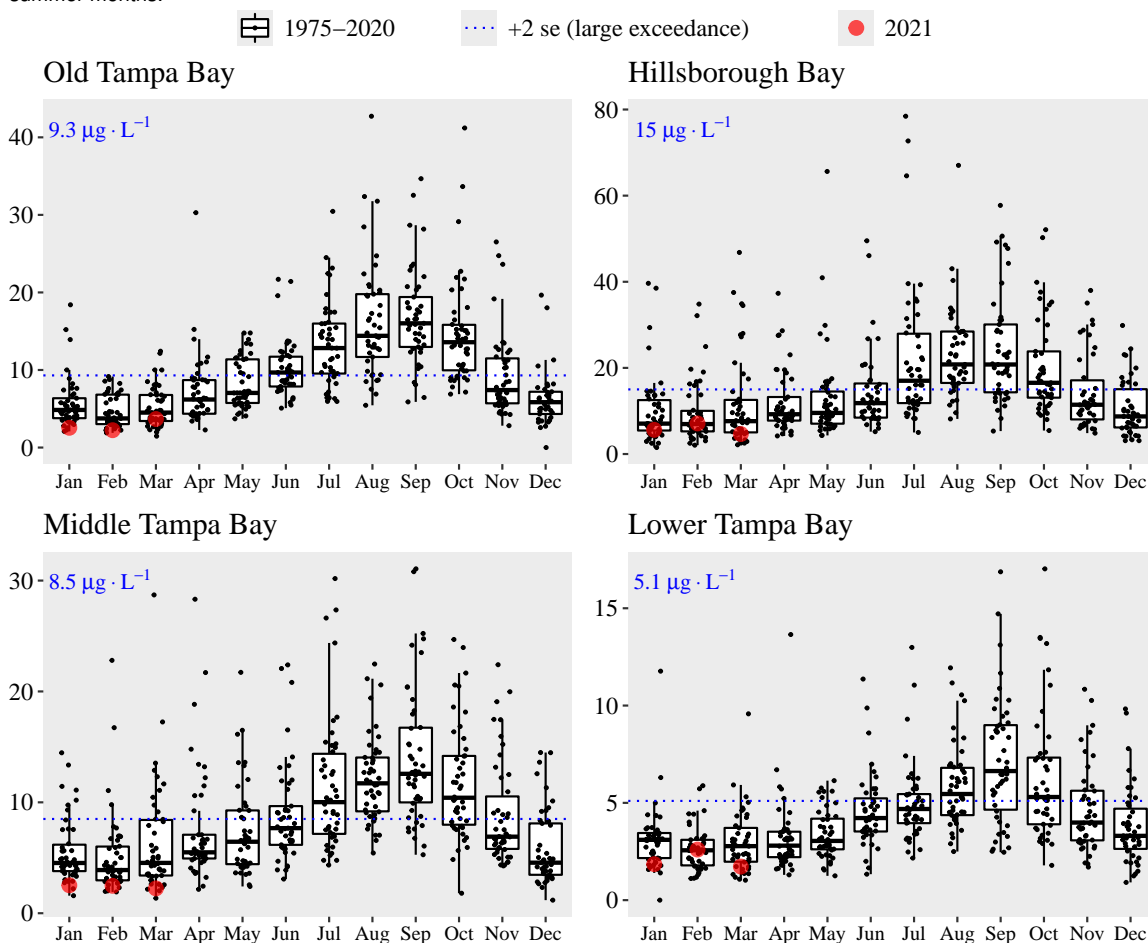 summer months.
1975−2020 +2 se (large exceedance) 2021
Old Tampa Bay
9.3 μg · L−1
40
30
20
10
0
Jan Feb Mar Apr May Jun Jul Aug Sep Oct Nov Dec
Hillsborough Bay
15 μg · L−1
80
60
40
20
0
Jan Feb Mar Apr May Jun Jul Aug Sep Oct Nov Dec
Middle Tampa Bay
8.5 μg · L−1
30
20
10
0
Jan Feb Mar Apr May Jun Jul Aug Sep Oct Nov Dec
Lower Tampa Bay
5.1 μg · L−1
15
10
5
0
Jan Feb Mar Apr May Jun Jul Aug Sep Oct Nov Dec